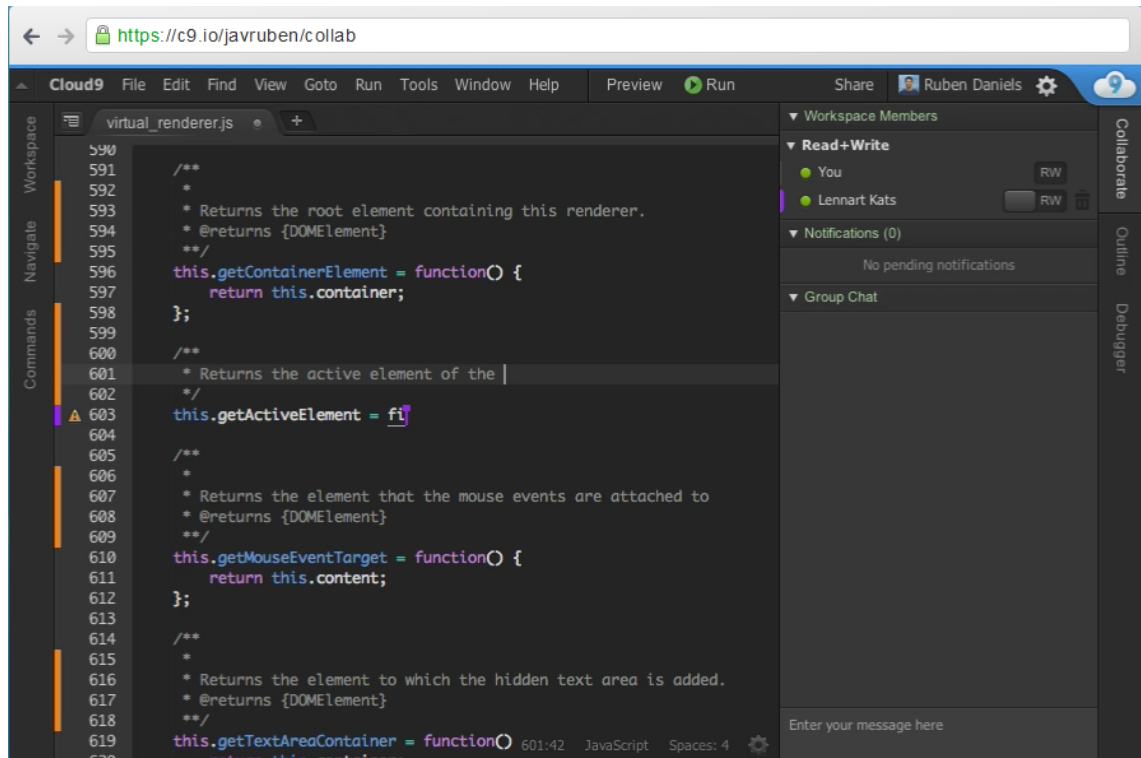 https://c9.io/javruben/collab
Cloud9 File Edit Find View Goto Run Tools Window Help Preview Run Share Ruben Daniels 9
Workspace
Navigate
Commands
virtual_renderer.js
590
591 /**
592 *
593 * Returns the root element containing this renderer.
594 * @returns {DOMElement}
595 **/
596 this.getContainerElement = function() {
597 return this.container;
598 };
599
600 /**
601 * Returns the active element of the
602 */
603 this.getActiveElement = fi
604
605 /**
606 *
607 * Returns the element that the mouse events are attached to
608 * @returns {DOMElement}
609 **/
610 this.getMouseEventTarget = function() {
611 return this.content;
612 };
613
614 /**
615 *
616 * Returns the element to which the hidden text area is added.
617 * @returns {DOMElement}
618 **/
619 this.getTextAreaContainer = function()
601:42 JavaScript Spaces: 4
Workspace Members
Read+Write
You RW
Lennart Kats RW
Notifications (0)
No pending notifications
Group Chat
Enter your message here
Collaborate
Outline
Debugger